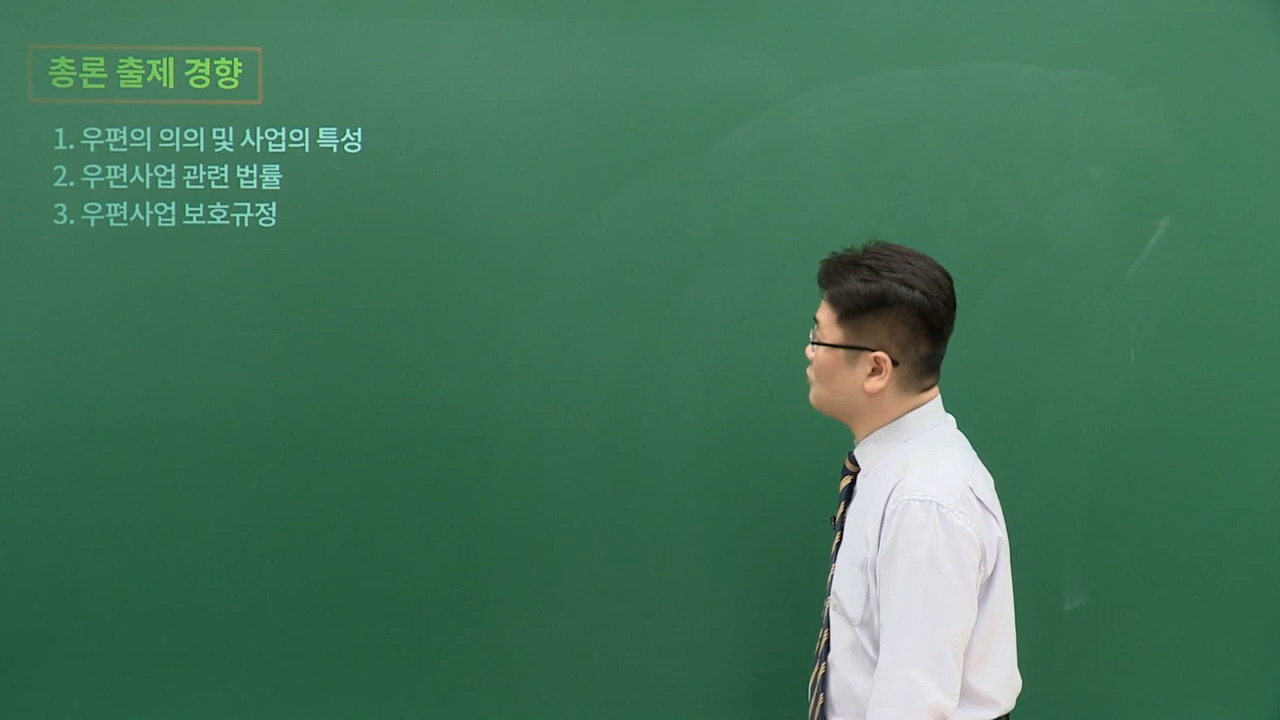 총론 출제 경향
1. 우편의 의의 및 사업의 특성
2. 우편사업 관련 법률
3. 우편사업 보호규정